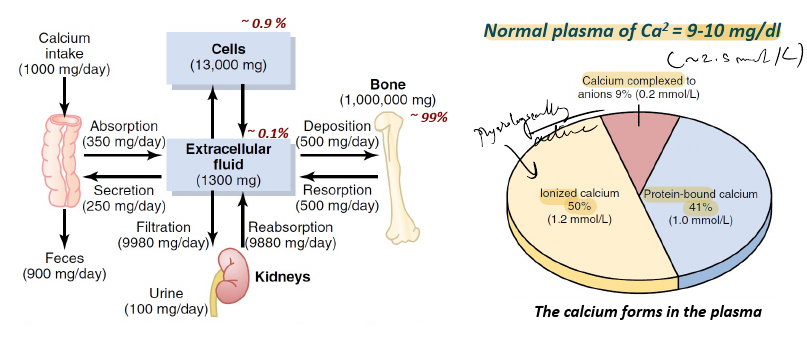 Calcium
intake
(1000 mg/day)
~ 0.9 %
Cells
(13,000 mg)
Bone
(1,000,000 mg)
~ 99%
Absorption
(350 mg/day)
~ 0.1%
Extracellular
fluid
(1300 mg)
Deposition
(500 mg/day)
Secretion
(250 mg/day)
Resorption
(500 mg/day)
Filtration
(9980 mg/day)
Reabsorption
(9880 mg/day)
Feces
(900 mg/day)
Kidneys
Urine
(100 mg/day)
Normal plasma of Ca² = 9-10 mg/dl
(~2.5 mmol/L)
Calcium complexed to
anions 9% (0.2 mmol/L)
physiologically
active
Ionized calcium
50%
(1.2 mmol/L)
Protein-bound calcium
41%
(1.0 mmol/L)
The calcium forms in the plasma